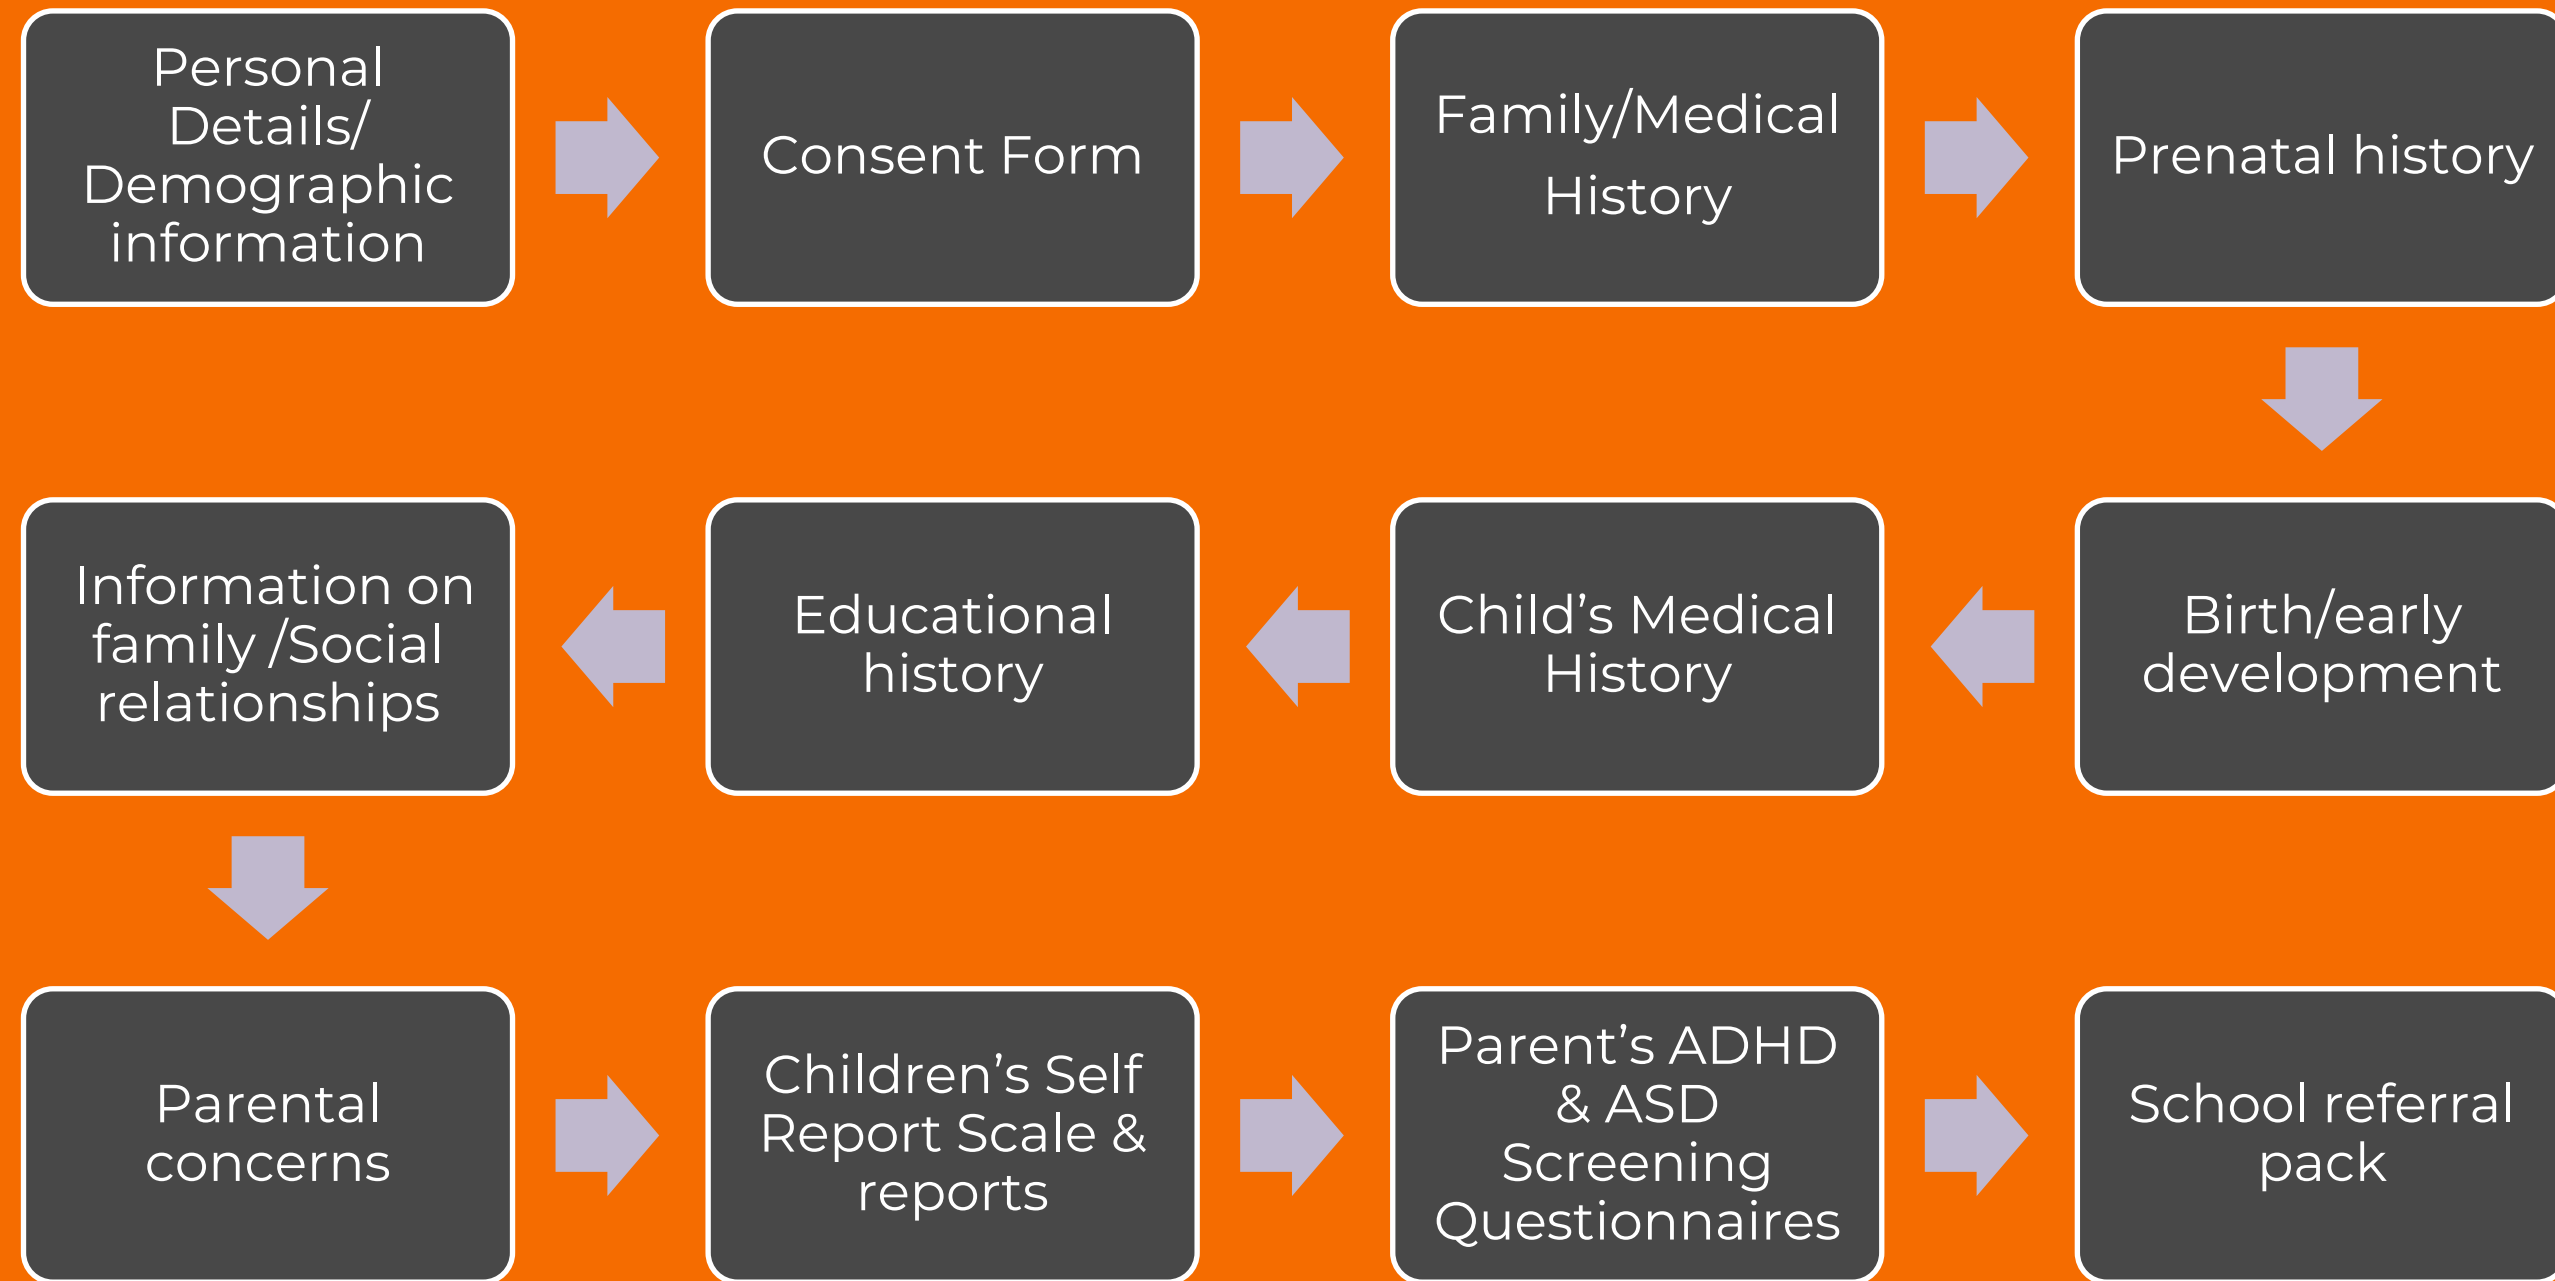 Personal
Details/
Demographic
information
Consent Form
Family/Medical
History
Prenatal history
Birth/early
development
Child’s Medical
History
Educational
history
Information on
family /Social
relationships
Parental
concerns
Children’s Self
Report Scale &
reports
Parent’s ADHD
& ASD
Screening
Questionnaires
School referral
pack